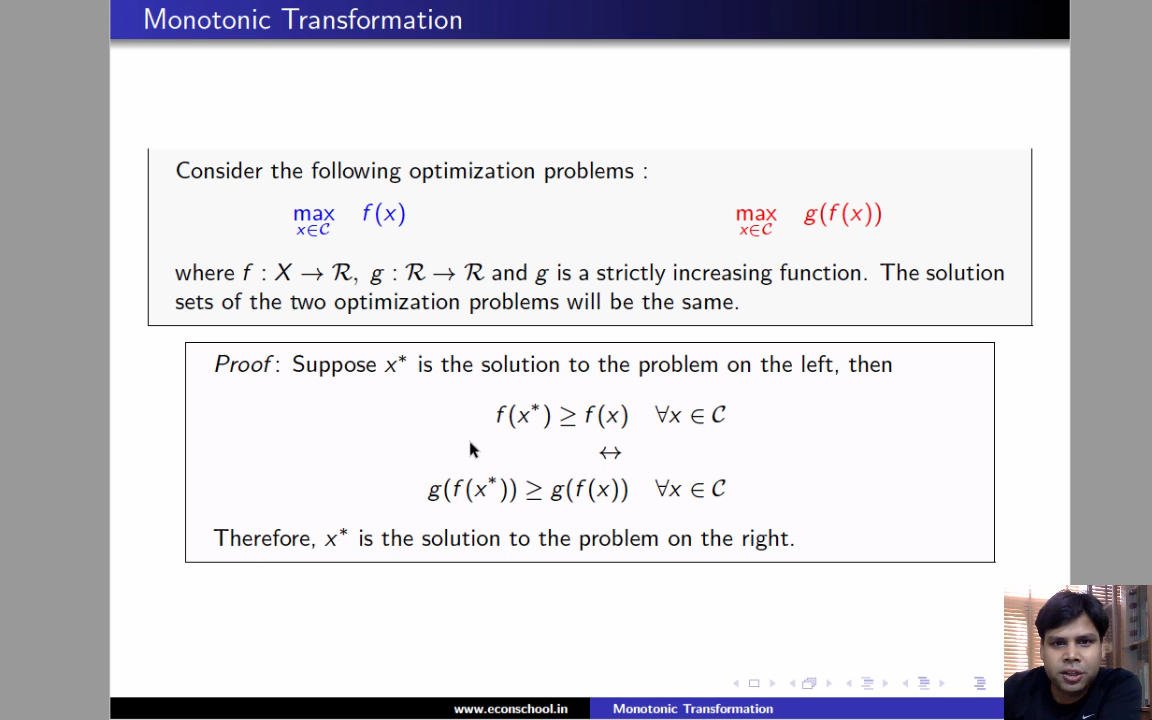 Monotonic Transformation
Consider the following optimization problems :
max x∈𝒞 f(x) max x∈𝒞 g(f(x))
where f : X → ℛ, g : ℛ → ℛ and g is a strictly increasing function. The solution
sets of the two optimization problems will be the same.
Proof: Suppose x* is the solution to the problem on the left, then
f(x*) ≥ f(x) ∀x ∈ 𝒞
↔
g(f(x*)) ≥ g(f(x)) ∀x ∈ 𝒞
Therefore, x* is the solution to the problem on the right.
www.econschool.in Monotonic Transformation